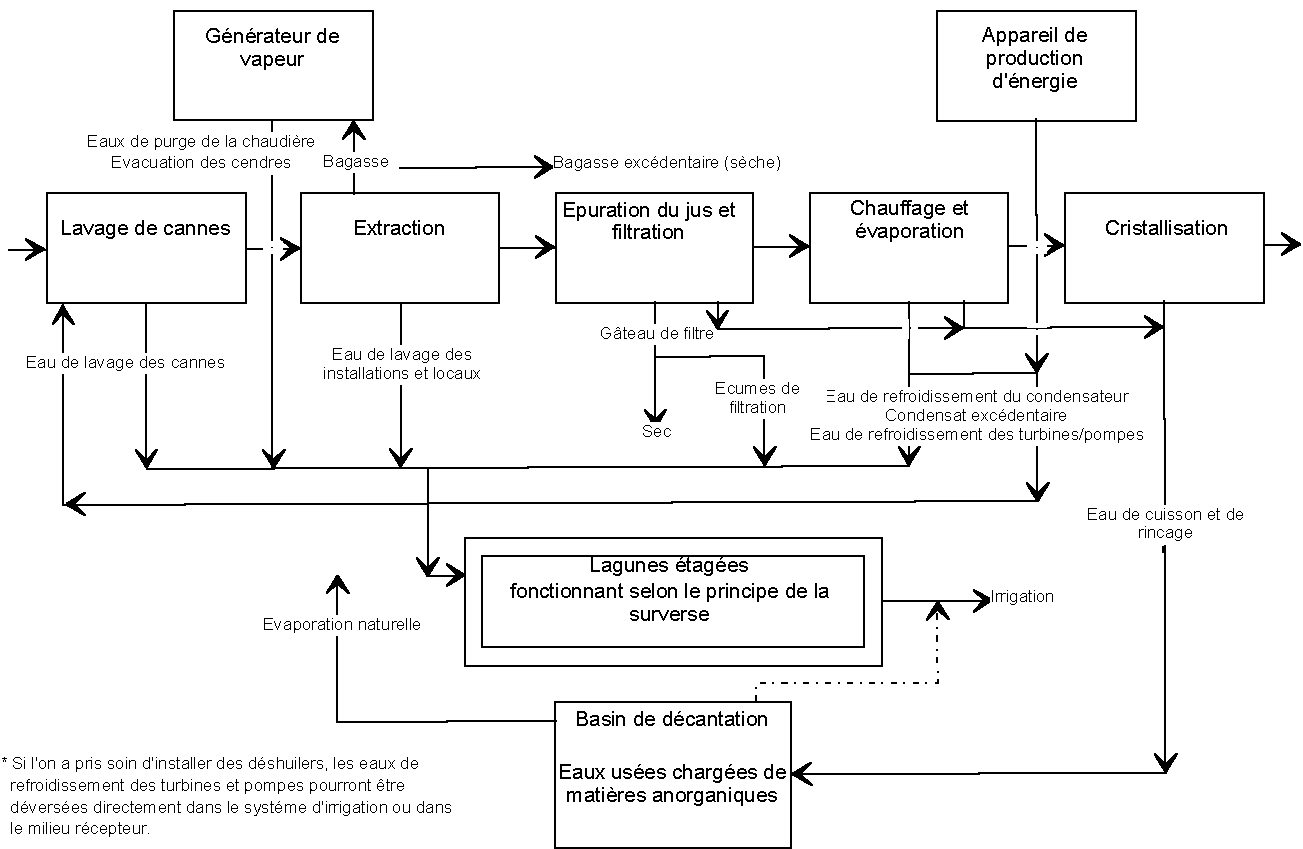 Générateur de
vapeur
Appareil de
production
d'énergie
Eaux de purge de la chaudière
Evacuation des cendres
Bagasse
Bagasse excédentaire (sèche)
Lavage de cannes
Extraction
Epuration du jus et
filtration
Chauffage et
évaporation
Cristallisation
Eau de lavage des cannes
Eau de lavage des
installations et locaux
Gâteau de filtre
Ecumes de
filtration
Sec
Eau de refroidissement du condensateur
Condensat excédentaire
Eau de refroidissement des turbines/pompes
Eau de cuisson et de
rincage
Lagunes étagées
fonctionnant selon le principe de la
surverse
Irrigation
Evaporation naturelle
Basin de décantation
Eaux usées chargées de
matières anorganiques
* Si l'on a pris soin d'installer des déshuilers, les eaux de
refroidissement des turbines et pompes pourront être
déversées directement dans le systéme d'irrigation ou dans
le milieu récepteur.